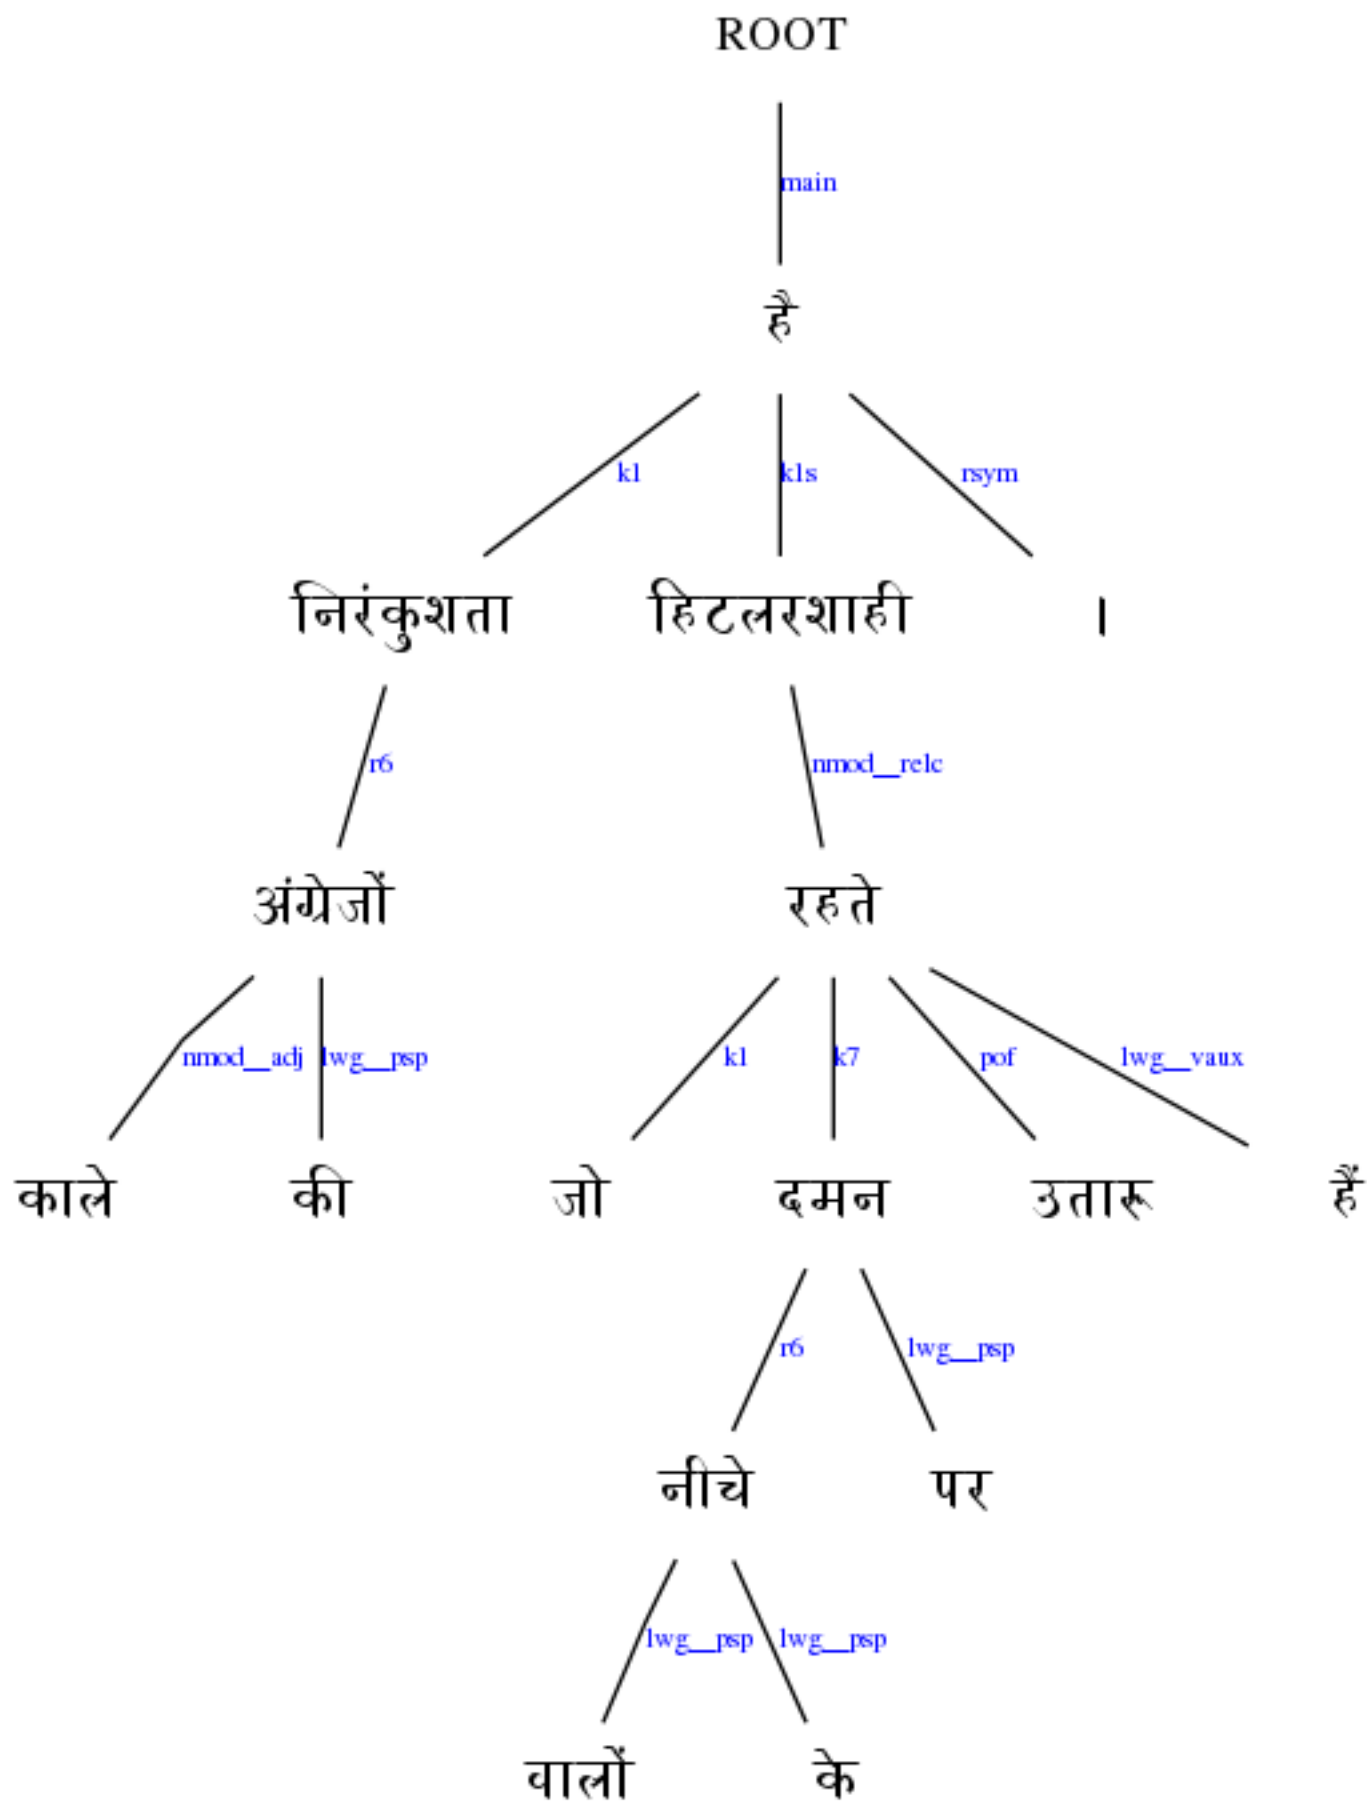 ROOT
main
है
k1 k1s rsym
निरंकुशता हिटलरशाही ।
r6 nmod__relc
अंग्रेजों रहते
nmod__adj lwg__psp k1 k7 pof lwg__vaux
काले की जो दमन उतारू हैं
r6 lwg__psp
नीचे पर
lwg__psp lwg__psp
वालों के